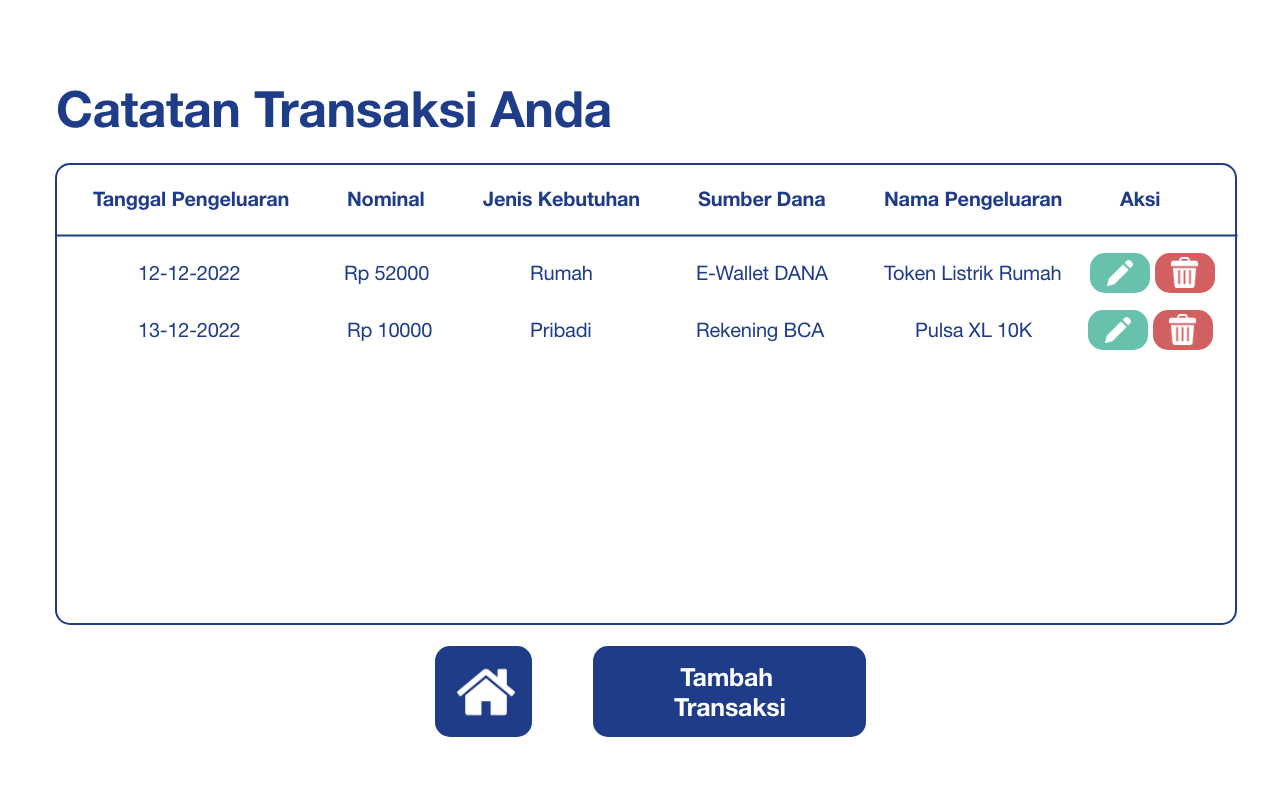 Catatan Transaksi Anda
Tanggal Pengeluaran Nominal Jenis Kebutuhan Sumber Dana Nama Pengeluaran Aksi
12-12-2022 Rp 52000 Rumah E-Wallet DANA Token Listrik Rumah
13-12-2022 Rp 10000 Pribadi Rekening BCA Pulsa XL 10K
Tambah
Transaksi